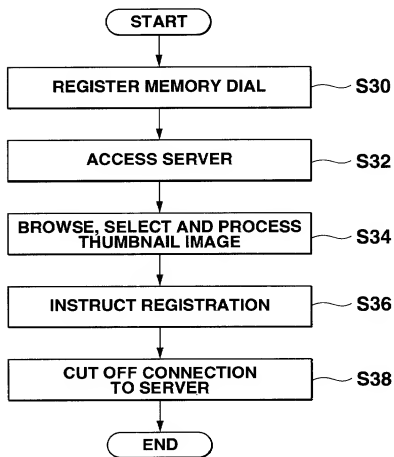 START
REGISTER MEMORY DIAL
S30
ACCESS SERVER
S32
BROWSE, SELECT AND PROCESS
THUMBNAIL IMAGE
S34
INSTRUCT REGISTRATION
S36
CUT OFF CONNECTION
TO SERVER
S38
END